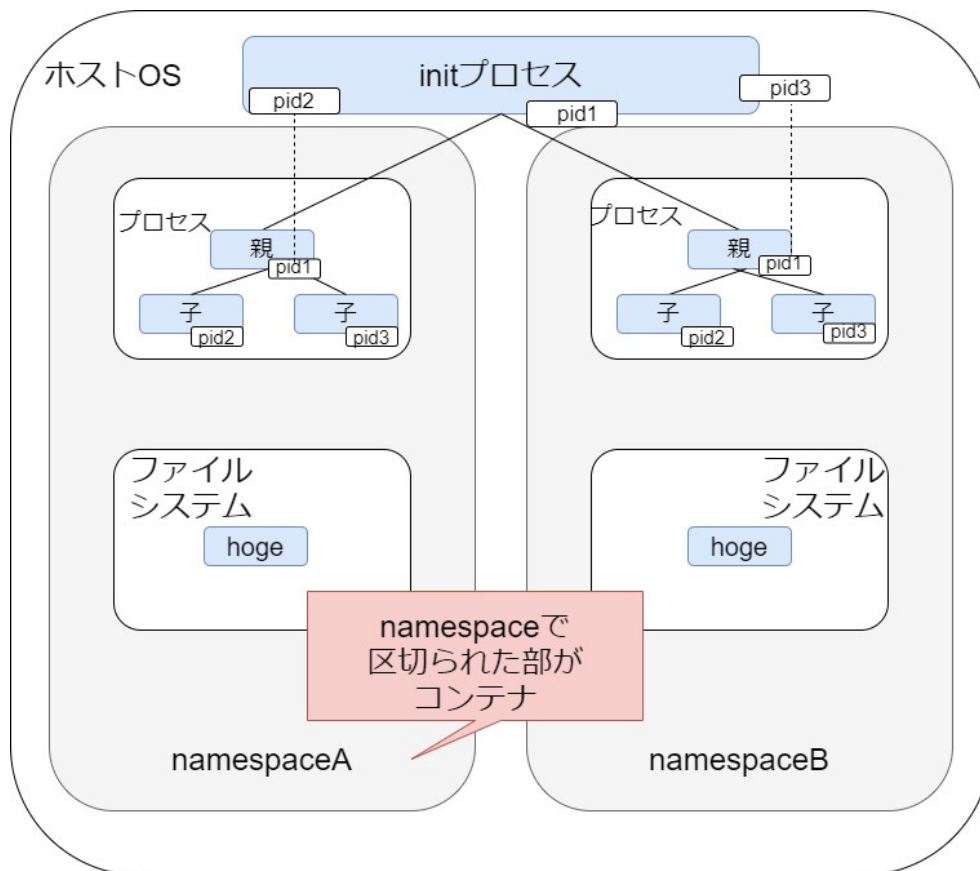 ホストOS
initプロセス
pid2
pid1
pid3
プロセス
親
pid1
子
pid2
子
pid3
ファイル
システム
hoge
namespaceA
プロセス
親
pid1
子
pid2
子
pid3
ファイル
システム
hoge
namespaceB
namespaceで
区切られた部が
コンテナ